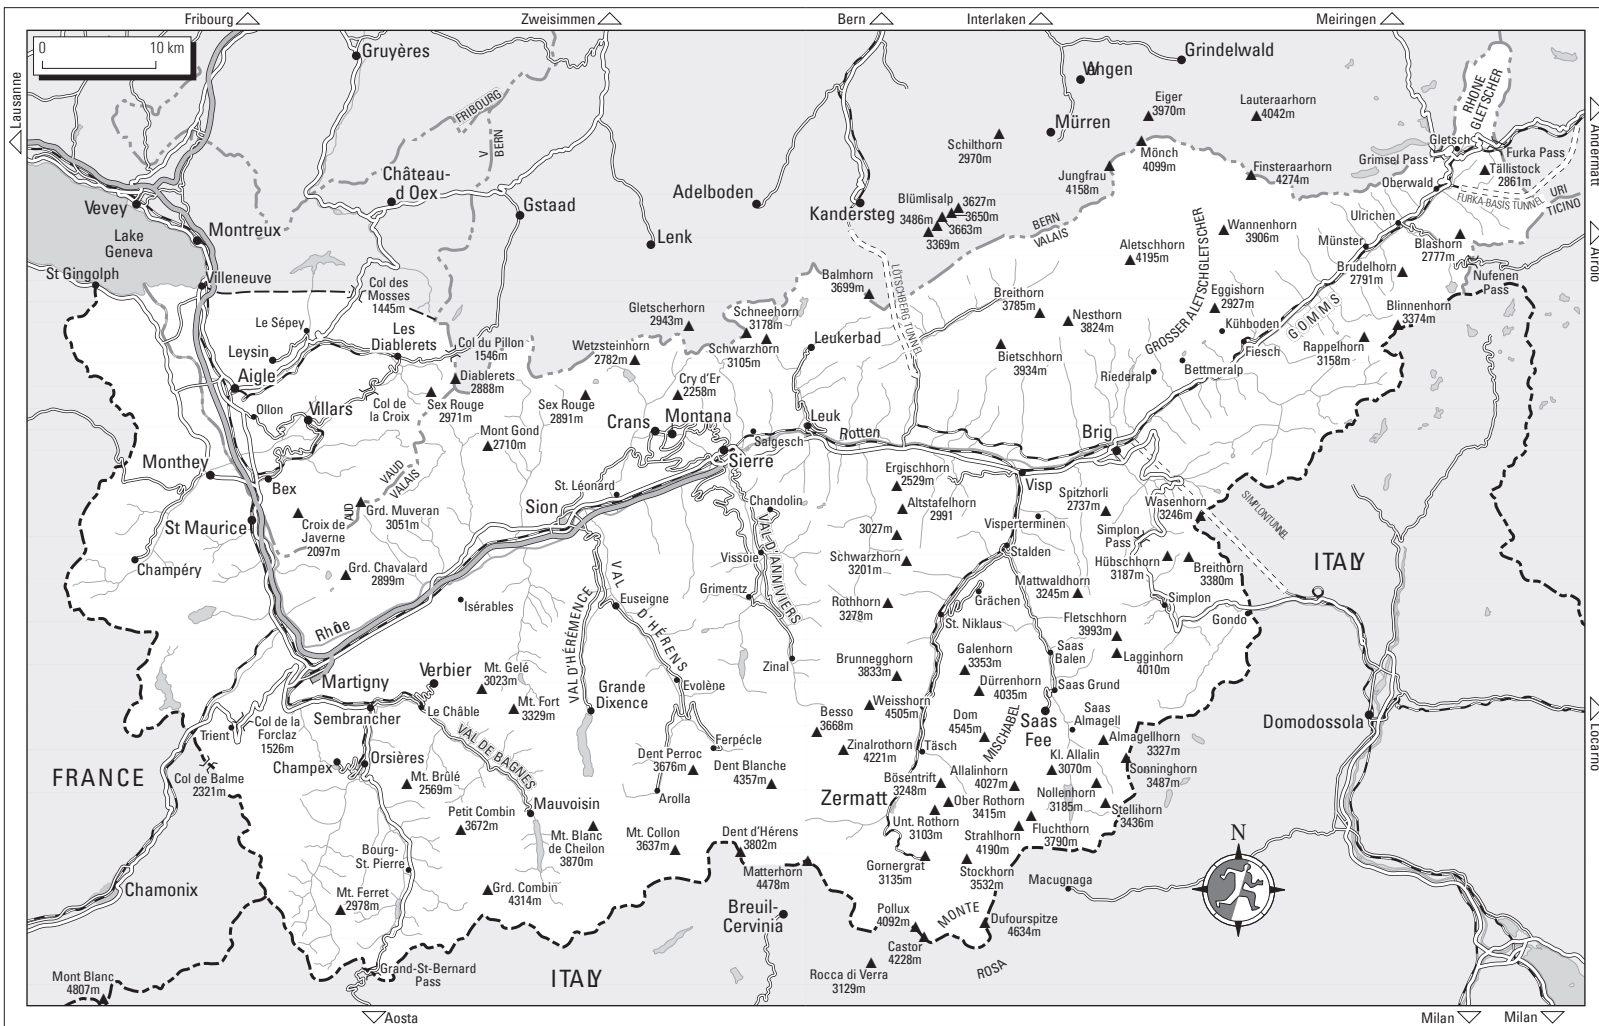 Fribourg
Zweisimmen
Bern
Interlaken
Meiringen
0 10 km
Lausanne
Andermatt
Airolo
Locarno
Gruyères
FRIBOURG
V
BERN
Château-
d Oex
Gstaad
Lenk
Adelboden
Kandersteg
Wngen
Grindelwald
Mürren
Eiger
3970m
Lauteraarhorn
4042m
Schilthorn
2970m
Mönch
4099m
Jungfrau
4158m
Finsteraarhorn
4274m
RHONE
GLETSCHER
Gletsch
Grimsel Pass
Furka Pass
Tällistock
2861m
Oberwald
FURKA-BASIS TUNNEL
URI
TICINO
Ulrichen
Münster
Blashorn
2777m
Brudelhorn
2791m
Nufenen
Pass
Blinnenhorn
3374m
Rappelhorn
3158m
GOMMS
Blümlisalp
3627m
3650m
3663m
3486m
3369m
BERN
VALAIS
Wannenhorn
3906m
Aletschhorn
4195m
GROSSER ALETSCHGLETSCHER
Eggishorn
2927m
Kühboden
Fiesch
Bettmeralp
Riederalp
Breithorn
3785m
Nesthorn
3824m
Bietschhorn
3934m
Balmhorn
3699m
LÖTSCHBERG TUNNEL
Vevey
Montreux
Lake
Geneva
St Gingolph
Villeneuve
Col des
Mosses
1445m
Le Sépey
Leysin
Les
Diablerets
Col du Pillon
1546m
Aigle
Diablerets
2888m
Ollon
Villars
Col de
la Croix
Sex Rouge
2971m
Gletscherhorn
2943m
Wetzsteinhorn
2782m
Schneehorn
3178m
Schwarzhorn
3105m
Leukerbad
Cry d'Er
2258m
Sex Rouge
2891m
Mont Gond
2710m
Crans
Montana
Leuk
Salgesch
Rotten
Sierre
Brig
Visp
Monthey
Bex
VAUD
VALAIS
AUD
Grd. Muveran
3051m
Croix de
Javerne
2097m
St Maurice
Champéry
Grd. Chavalard
2899m
St. Léonard
Sion
Isérables
Rhôe
Chandolin
VAL D'ANNIVIERS
Vissoie
Grimentz
Zinal
Ergischhorn
2529m
Altstafelhorn
2991
3027m
Schwarzhorn
3201m
Rothhorn
3278m
Spitzhorli
2737m
Wasenhorn
3246m
SIMPLONTUNNEL
Visperterminen
Simplon
Pass
Stalden
Hübschhorn
3187m
Breithorn
3380m
ITALY
Mattwaldhorn
3245m
Grächen
Simplon
Gondo
St. Niklaus
Fletschhorn
3993m
Saas
Balen
Lagginhorn
4010m
Galenhorn
3353m
Brunnegghorn
3833m
Dürrenhorn
4035m
Saas Grund
Weisshorn
4505m
Saas
Fee
Saas
Almagell
Dom
4545m
MISCHABEL
Almagellhorn
3327m
Besso
3668m
Zinalrothorn
4221m
Täsch
Kl. Allalin
3070m
Sonninghorn
3487m
Bösentrift
3248m
Allalinhorn
4027m
Nollenhorn
3185m
Stellihorn
3436m
Zermatt
Ober Rothorn
3415m
Unt. Rothorn
3103m
Strahlhorn
4190m
Fluchthorn
3790m
Gornergrat
3135m
Stockhorn
3532m
Macugnaga
Domodossola
VAL D'HÉRÉMENCE
VAL D'HÉRENS
Euseigne
Evolène
Grande
Dixence
Ferpècle
Dent Perroc
3676m
Dent Blanche
4357m
Arolla
Verbier
Mt. Gelé
3023m
Mt. Fort
3329m
Martigny
Sembrancher
Le Châble
Trient
Col de la
Forclaz
1526m
VAL DE BAGNES
Champex
Orsières
Mt. Brûlé
2569m
FRANCE
Col de Balme
2321m
Petit Combin
3672m
Mauvoisin
Mt. Blanc
de Cheilon
3870m
Mt. Collon
3637m
Dent d'Hérens
3802m
Matterhorn
4478m
Bourg-
St. Pierre
Chamonix
Mt. Ferret
2978m
Grd. Combin
4314m
Breuil-
Cervinia
Pollux
4092m
MONTE
ROSA
Dufourspitze
4634m
Castor
4228m
Rocca di Verra
3129m
N
Mont Blanc
4807m
Grand-St-Bernard
Pass
ITALY
Aosta
Milan
Milan